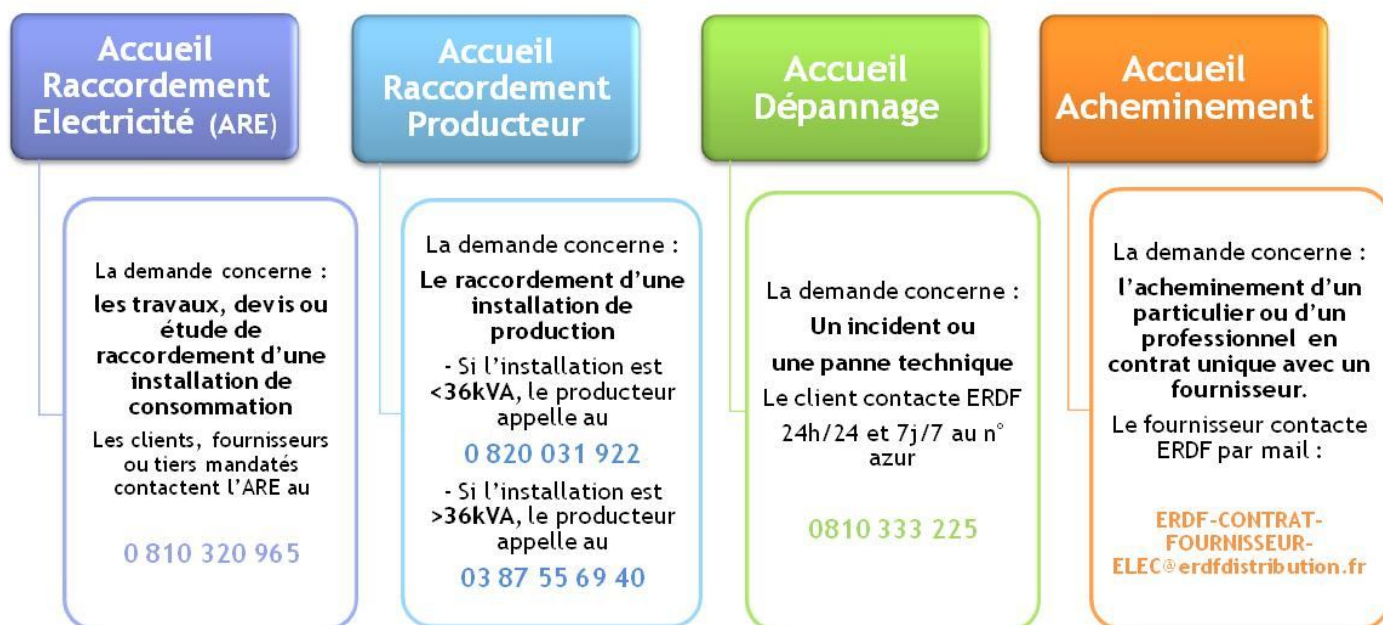 Accueil
Raccordement
Electricité (ARE)
La demande concerne :
les travaux, devis ou
étude de
raccordement d'une
installation de
consommation
Les clients, fournisseurs
ou tiers mandatés
contactent l'ARE au
0 810 320 965
Accueil
Raccordement
Producteur
La demande concerne :
Le raccordement d'une
installation de
production
- Si l'installation est
<36kVA, le producteur
appelle au
0 820 031 922
- Si l'installation est
>36kVA, le producteur
appelle au
03 87 55 69 40
Accueil
Dépannage
La demande concerne :
Un incident ou
une panne technique
Le client contacte ERDF
24h/24 et 7j/7 au n°
azur
0810 333 225
Accueil
Acheminement
La demande concerne :
l'acheminement d'un
particulier ou d'un
professionnel en
contrat unique avec un
fournisseur.
Le fournisseur contacte
ERDF par mail :
ERDF-CONTRAT-
FOURNISSEUR-
ELEC@erdfdistribution.fr